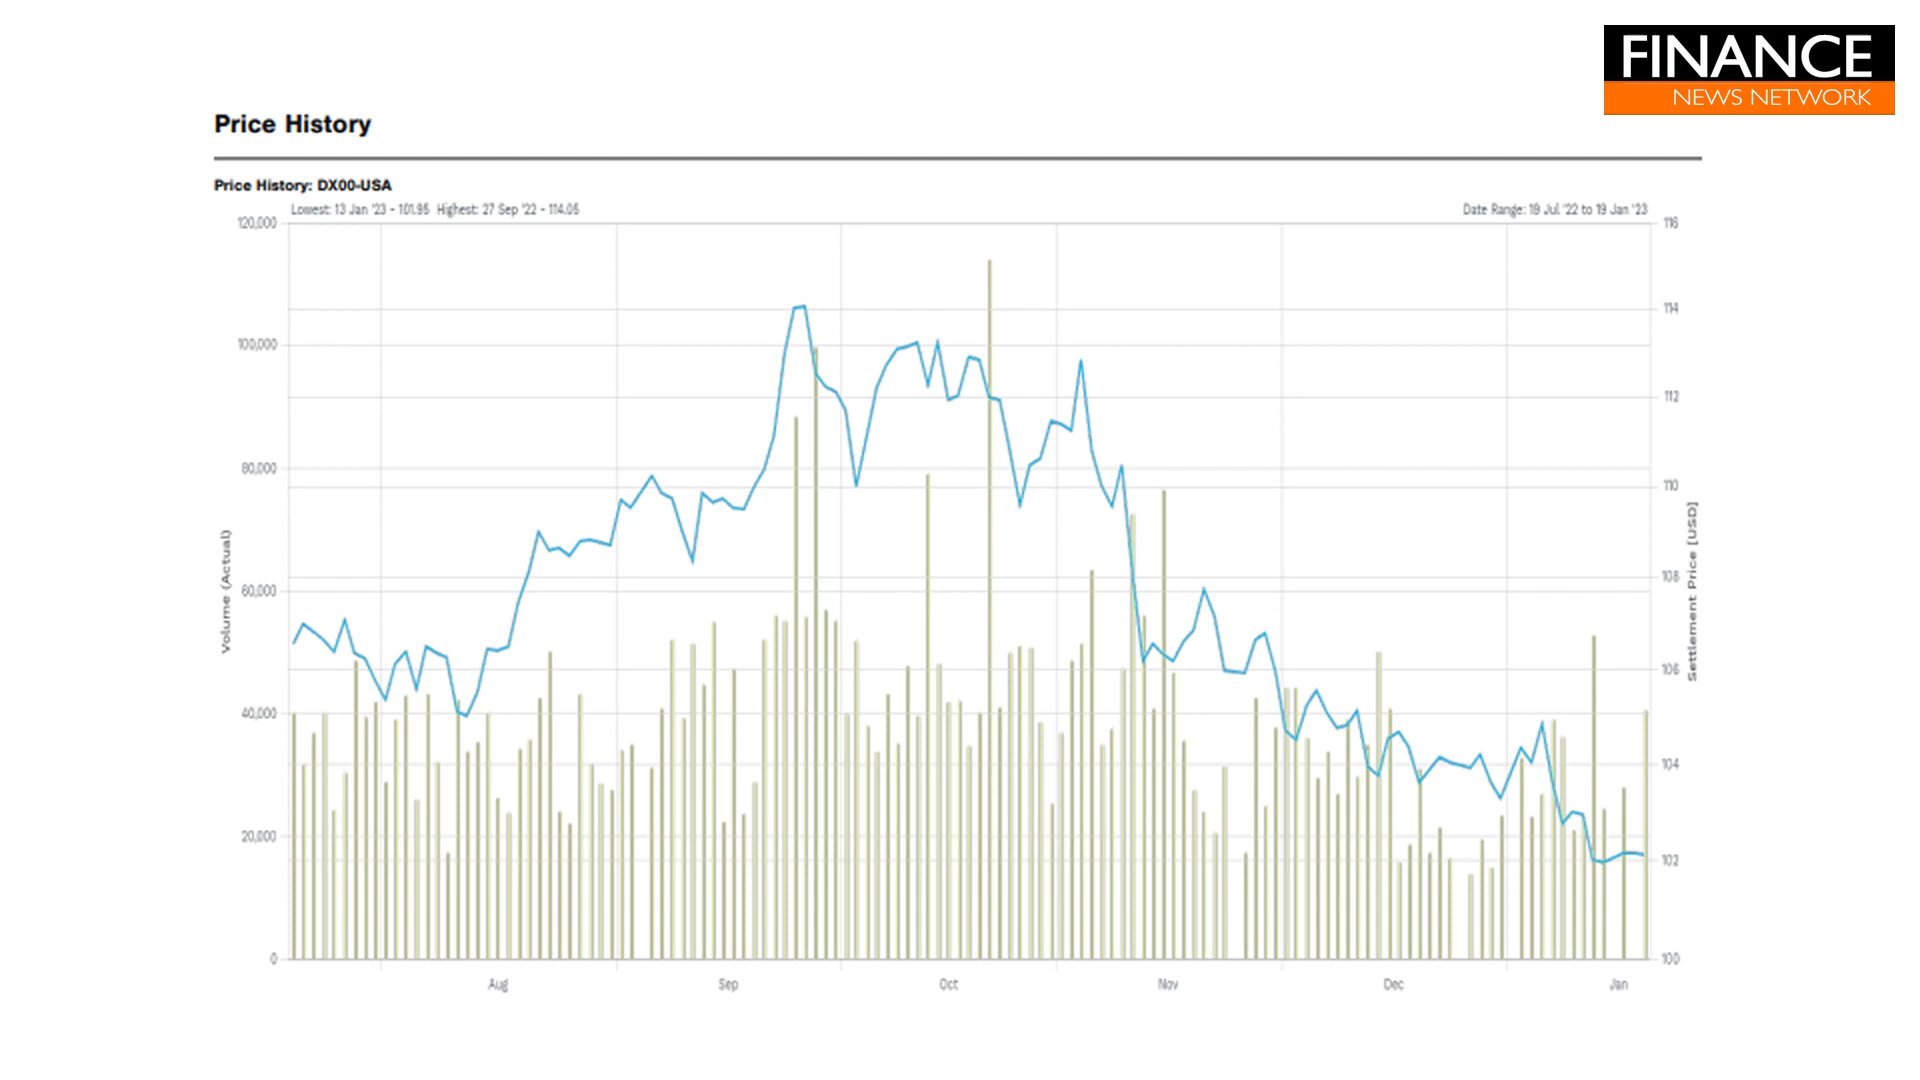 FINANCE
NEWS NETWORK
Price History
Price History: DX00-USA
Lowest: 13 Jan '23 - 101.95 Highest: 27 Sep '22 - 114.05
Date Range: 19 Jul '22 to 19 Jan '23
120,000
100,000
80,000
60,000
40,000
20,000
0
Volume (Actual)
116
114
112
110
108
106
104
102
100
Settlement Price [USD]
Aug
Sep
Oct
Nov
Dec
Jan